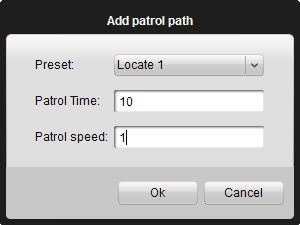 Add patrol path
Preset: Locate 1
Patrol Time: 10
Patrol speed: 1
Ok Cancel